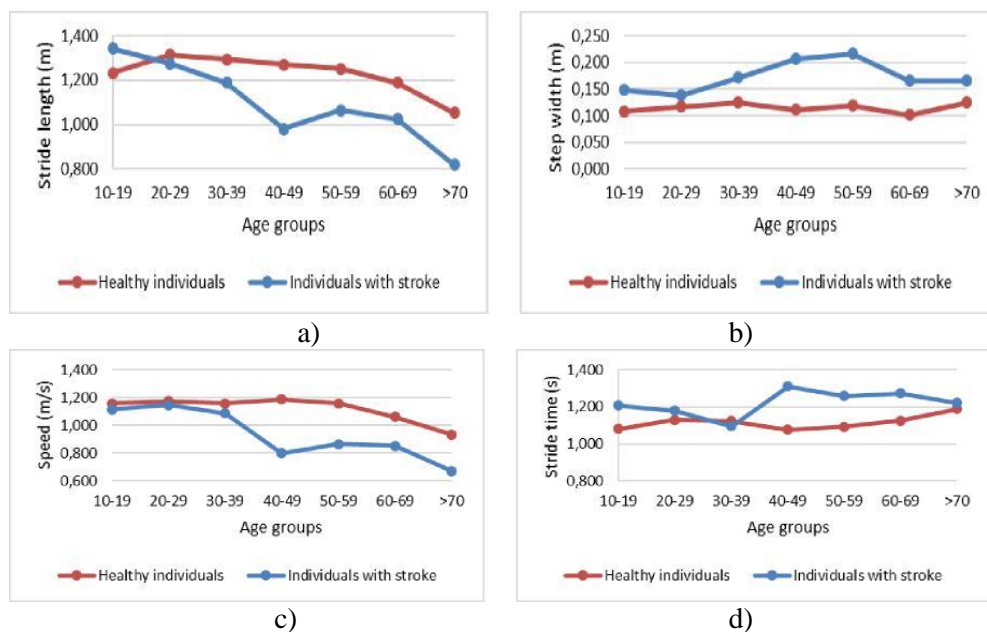 Stride length (m)
1,400
1,200
1,000
0,800
10-19 20-29 30-39 40-49 50-59 60-69 >70
Age groups
Healthy individuals Individuals with stroke
a)
Step width (m)
0,250
0,200
0,150
0,100
0,050
0,000
10-19 20-29 30-39 40-49 50-59 60-69 >70
Age groups
Healthy individuals Individuals with stroke
b)
Speed (m/s)
1,400
1,200
1,000
0,800
0,600
10-19 20-29 30-39 40-49 50-59 60-69 >70
Age groups
Healthy individuals Individuals with stroke
c)
Stride time (s)
1,400
1,200
1,000
0,800
10-19 20-29 30-39 40-49 50-59 60-69 >70
Age groups
Healthy individuals Individuals with stroke
d)